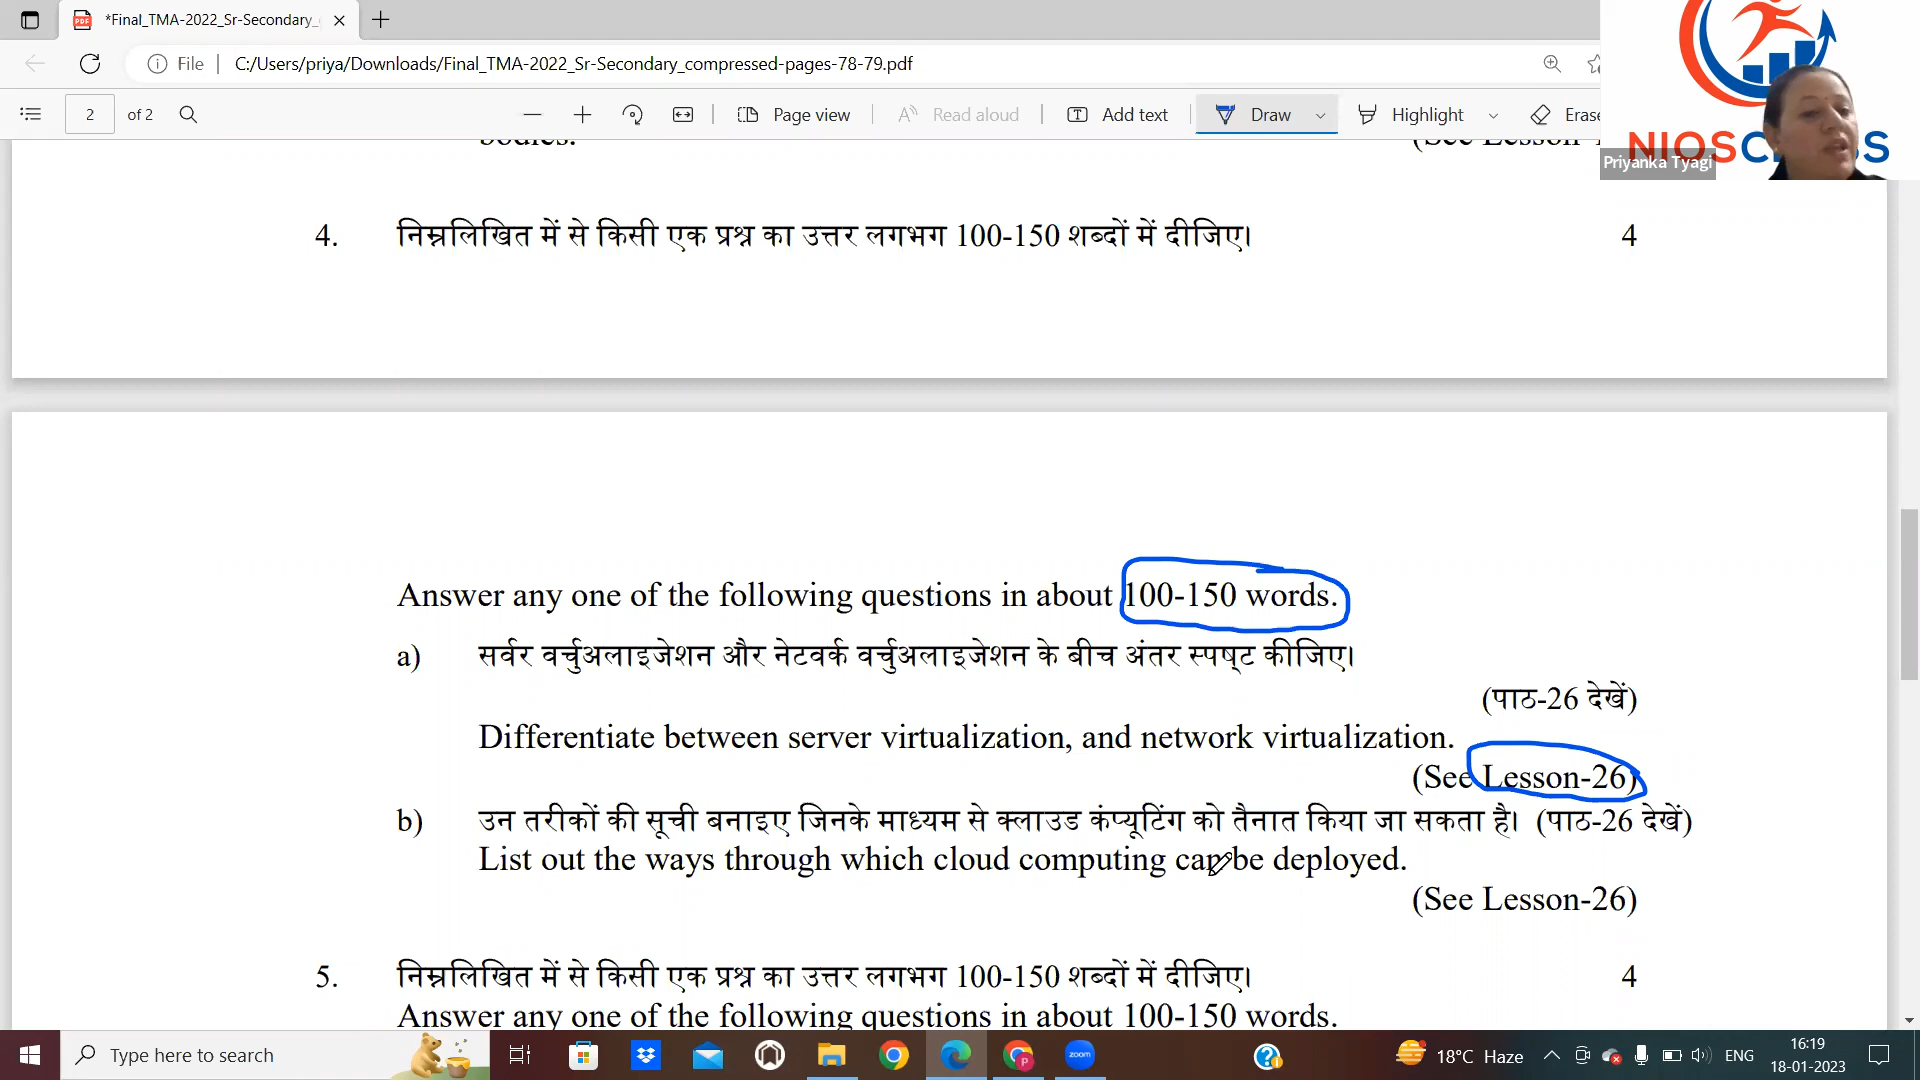 *Final_TMA-2022_Sr-Secondary_
File
C:/Users/priya/Downloads/Final_TMA-2022_Sr-Secondary_compressed-pages-78-79.pdf
2 of 2
Page view
Read aloud
Add text
Draw
Highlight
Erase
NIOS
Priyanka Tyagi
bodies.
4. निम्नलिखित में से किसी एक प्रश्न का उत्तर लगभग 100-150 शब्दों में दीजिए। 4
Answer any one of the following questions in about 100-150 words.
a) सर्वर वर्चुअलाइजेशन और नेटवर्क वर्चुअलाइजेशन के बीच अंतर स्पष्ट कीजिए।
(पाठ-26 देखें)
Differentiate between server virtualization, and network virtualization.
(See Lesson-26)
b) उन तरीकों की सूची बनाइए जिनके माध्यम से क्लाउड कंप्यूटिंग को तैनात किया जा सकता है। (पाठ-26 देखें)
List out the ways through which cloud computing can be deployed.
(See Lesson-26)
5. निम्नलिखित में से किसी एक प्रश्न का उत्तर लगभग 100-150 शब्दों में दीजिए। 4
Answer any one of the following questions in about 100-150 words.
Type here to search
zoom
18°C Haze
ENG
16:19
18-01-2023